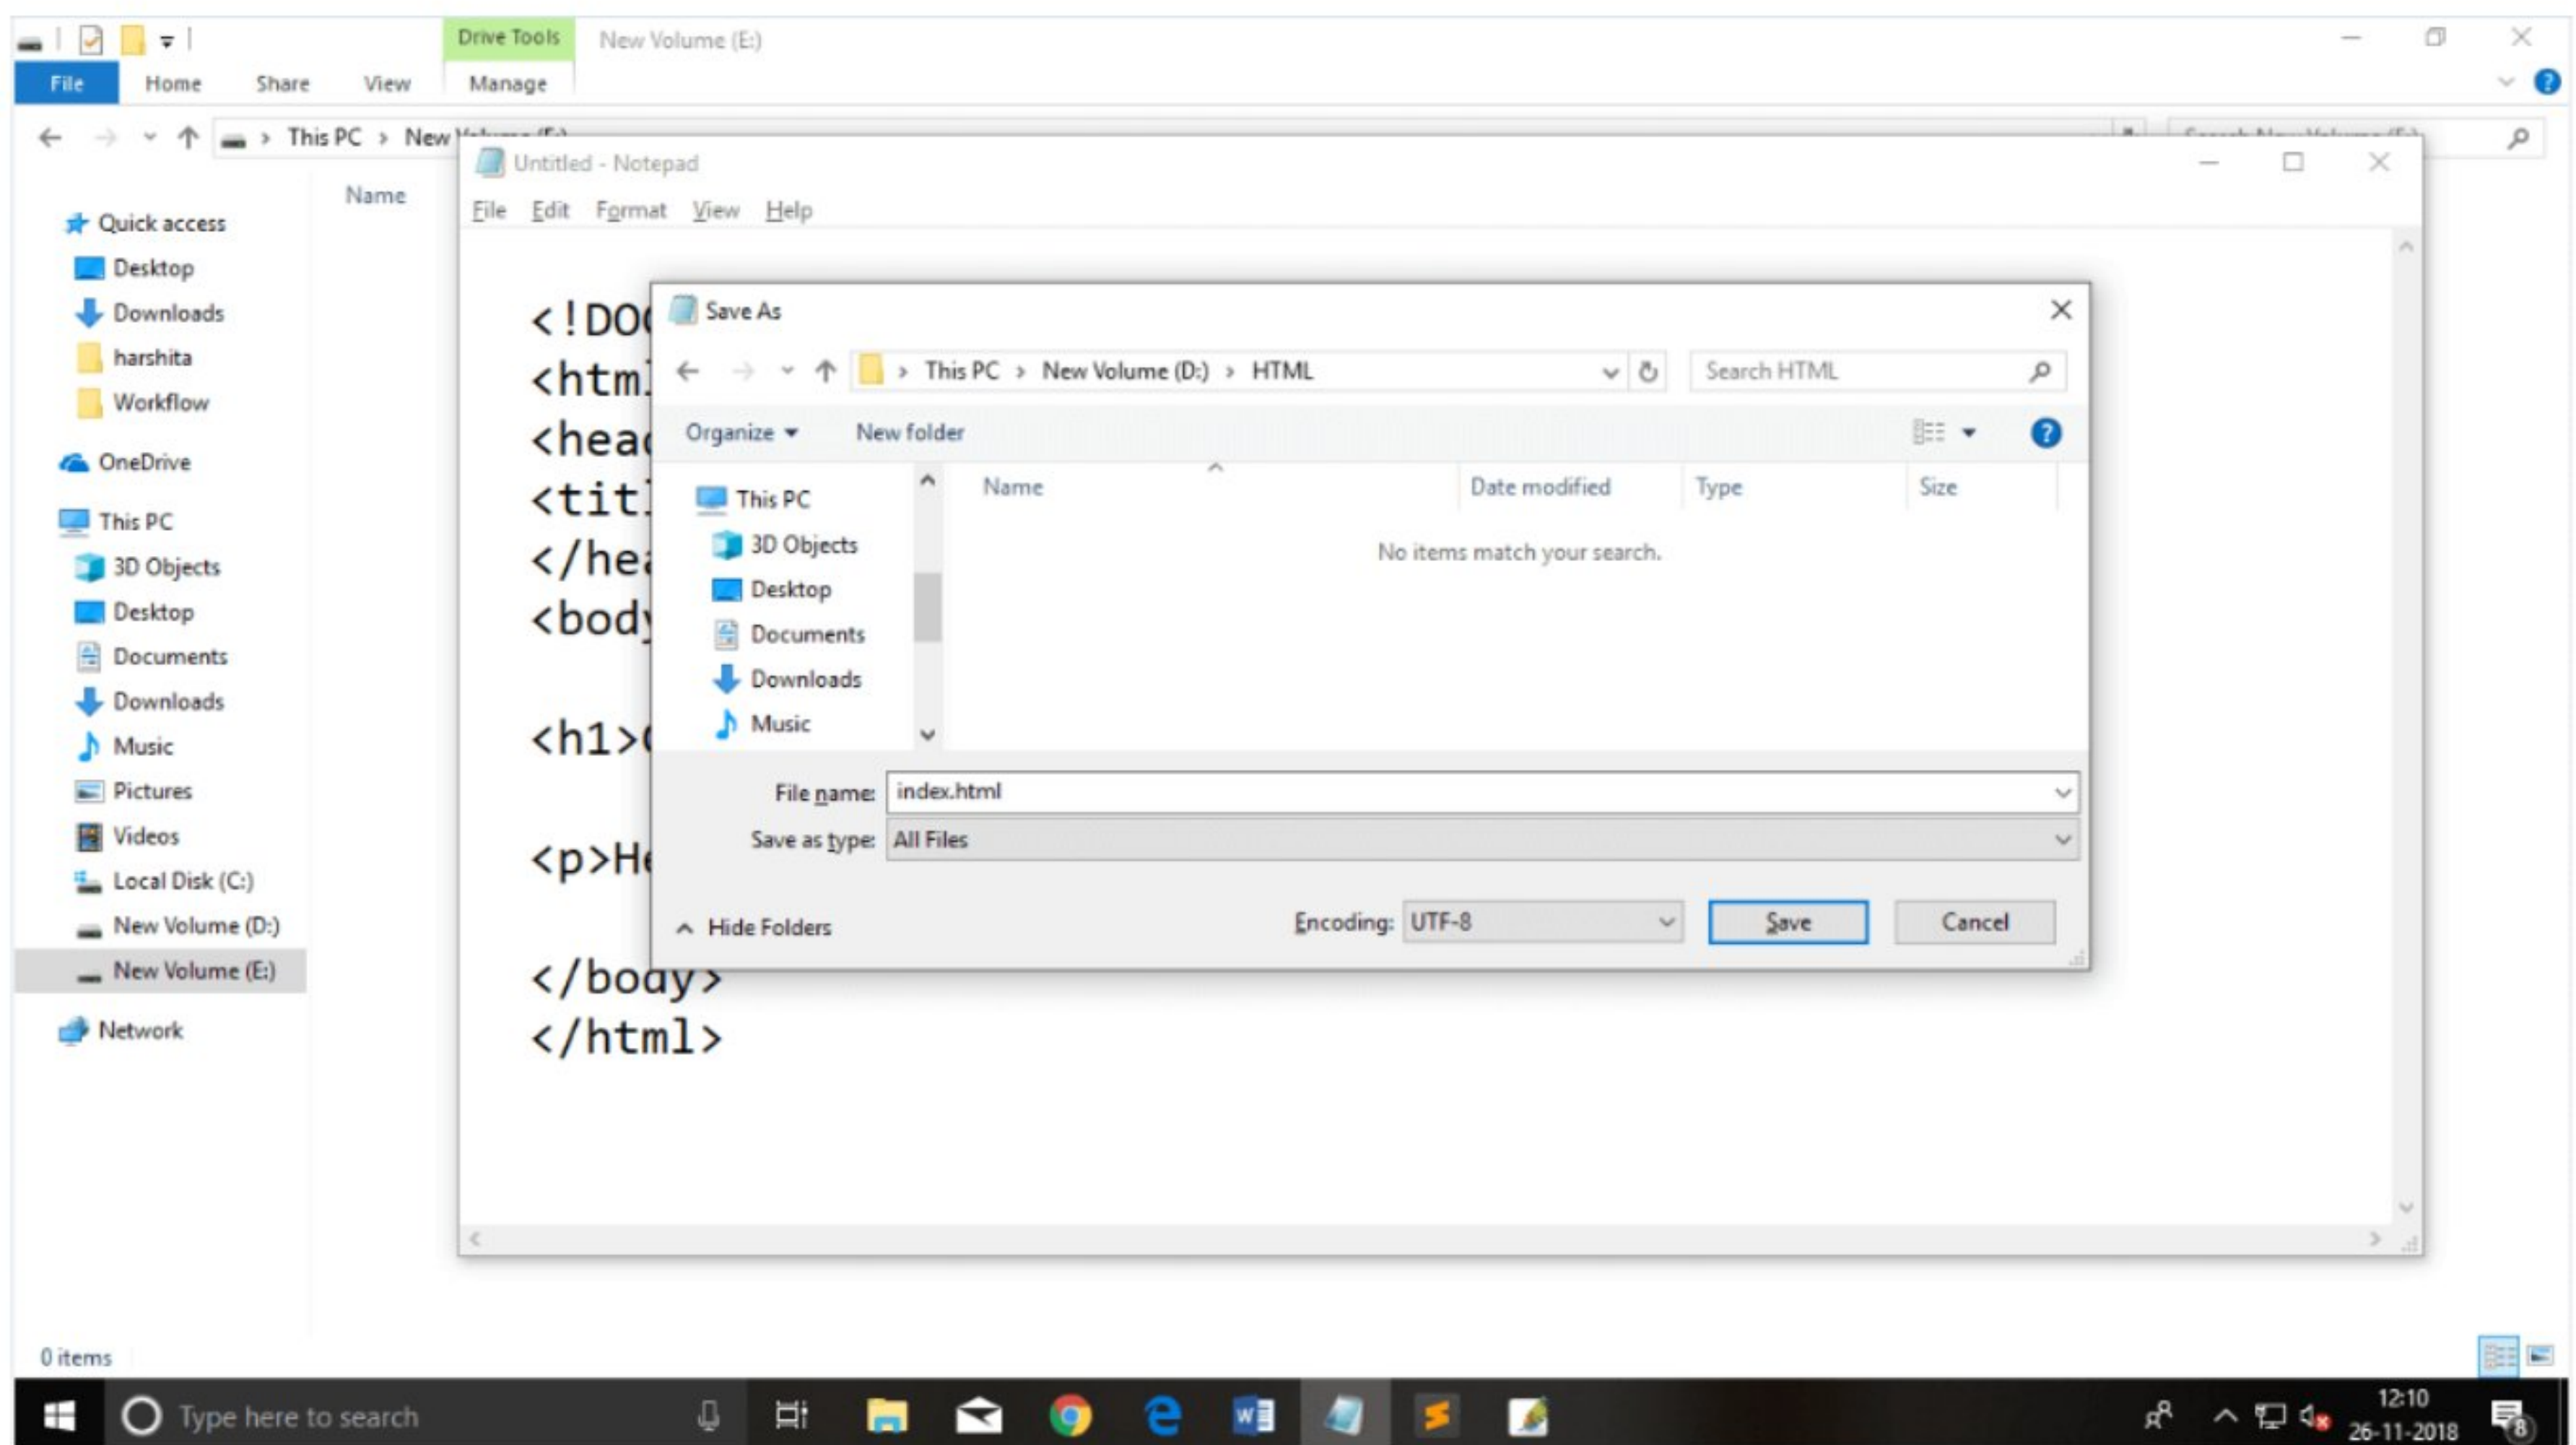 Drive Tools New Volume (E:)
File Home Share View Manage
This PC > New Volume (E:)
Name
Quick access
Desktop
Downloads
harshita
Workflow
OneDrive
This PC
3D Objects
Desktop
Documents
Downloads
Music
Pictures
Videos
Local Disk (C:)
New Volume (D:)
New Volume (E:)
Network
0 items
Untitled - Notepad
File Edit Format View Help
<!DO
<html
<head
<titl
</hea
<body
<h1>
<p>He
</body>
</html>
Save As
This PC > New Volume (D:) > HTML
Search HTML
Organize New folder
Name Date modified Type Size
No items match your search.
This PC
3D Objects
Desktop
Documents
Downloads
Music
File name: index.html
Save as type: All Files
Hide Folders Encoding: UTF-8 Save Cancel
Type here to search
12:10
26-11-2018
8